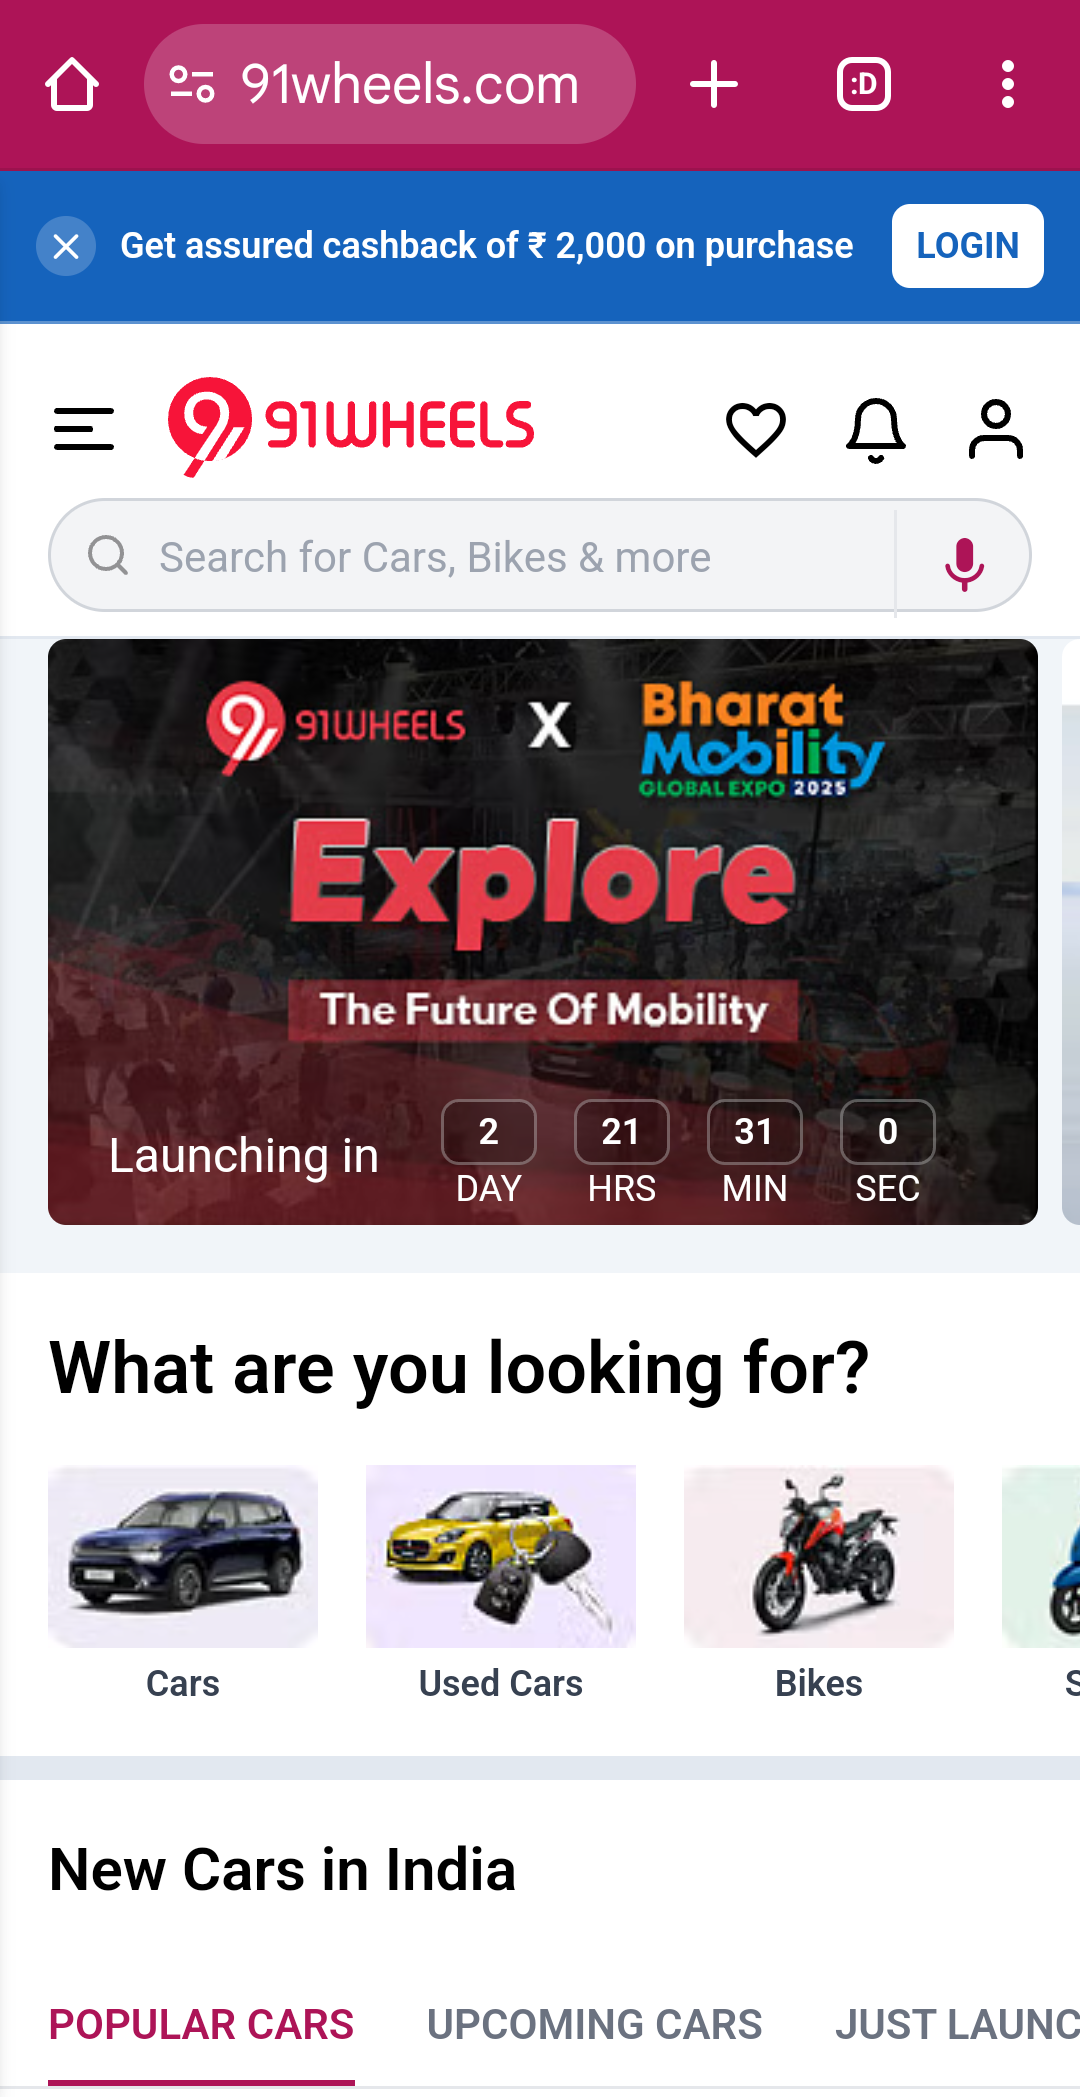 91wheels.com
:D
Get assured cashback of ₹ 2,000 on purchase
LOGIN
91WHEELS
Search for Cars, Bikes & more
91WHEELS X Bharat Mobility
GLOBAL EXPO 2025
Explore
The Future Of Mobility
Launching in
2 21 31 0
DAY HRS MIN SEC
What are you looking for?
Cars Used Cars Bikes S
New Cars in India
POPULAR CARS UPCOMING CARS JUST LAUNC